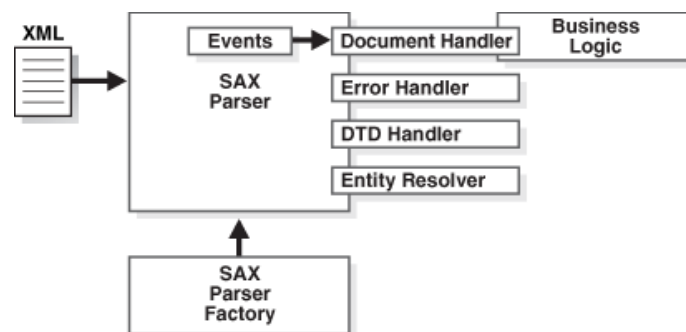 XML
Events
Document Handler
Business
Logic
SAX
Parser
Error Handler
DTD Handler
Entity Resolver
SAX
Parser
Factory